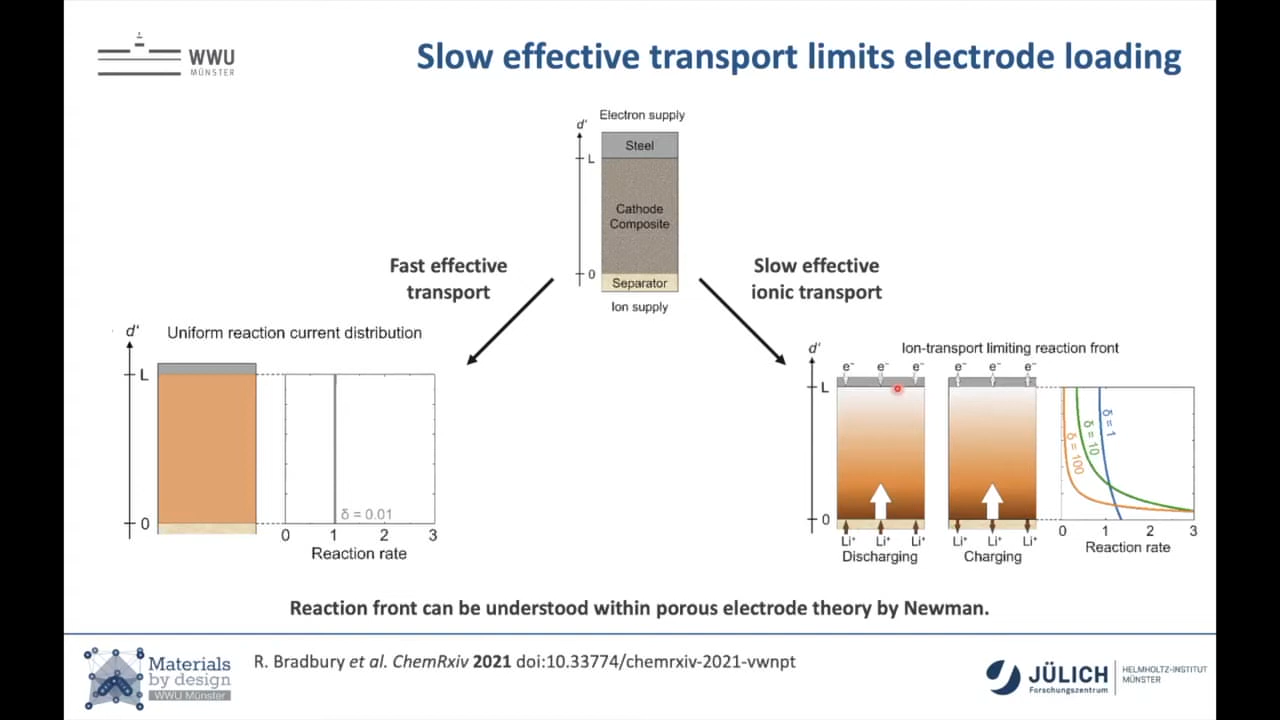 WWU
MÜNSTER
Slow effective transport limits electrode loading
Electron supply
d'
Steel
L
Cathode
Composite
0
Separator
Ion supply
Fast effective
transport
Slow effective
ionic transport
d'
Uniform reaction current distribution
L
0
δ = 0.01
0 1 2 3
Reaction rate
d'
Ion-transport limiting reaction front
e⁻ e⁻ e⁻ e⁻ e⁻ e⁻
L
δ = 1
δ = 10
δ = 100
0
Li⁺ Li⁺ Li⁺ Li⁺ Li⁺ Li⁺
Discharging Charging
0 1 2 3
Reaction rate
Reaction front can be understood within porous electrode theory by Newman.
Materials
by design
WWU Münster
R. Bradbury et al. ChemRxiv 2021 doi:10.33774/chemrxiv-2021-vwnpt
JÜLICH
Forschungszentrum
HELMHOLTZ-INSTITUT
MÜNSTER